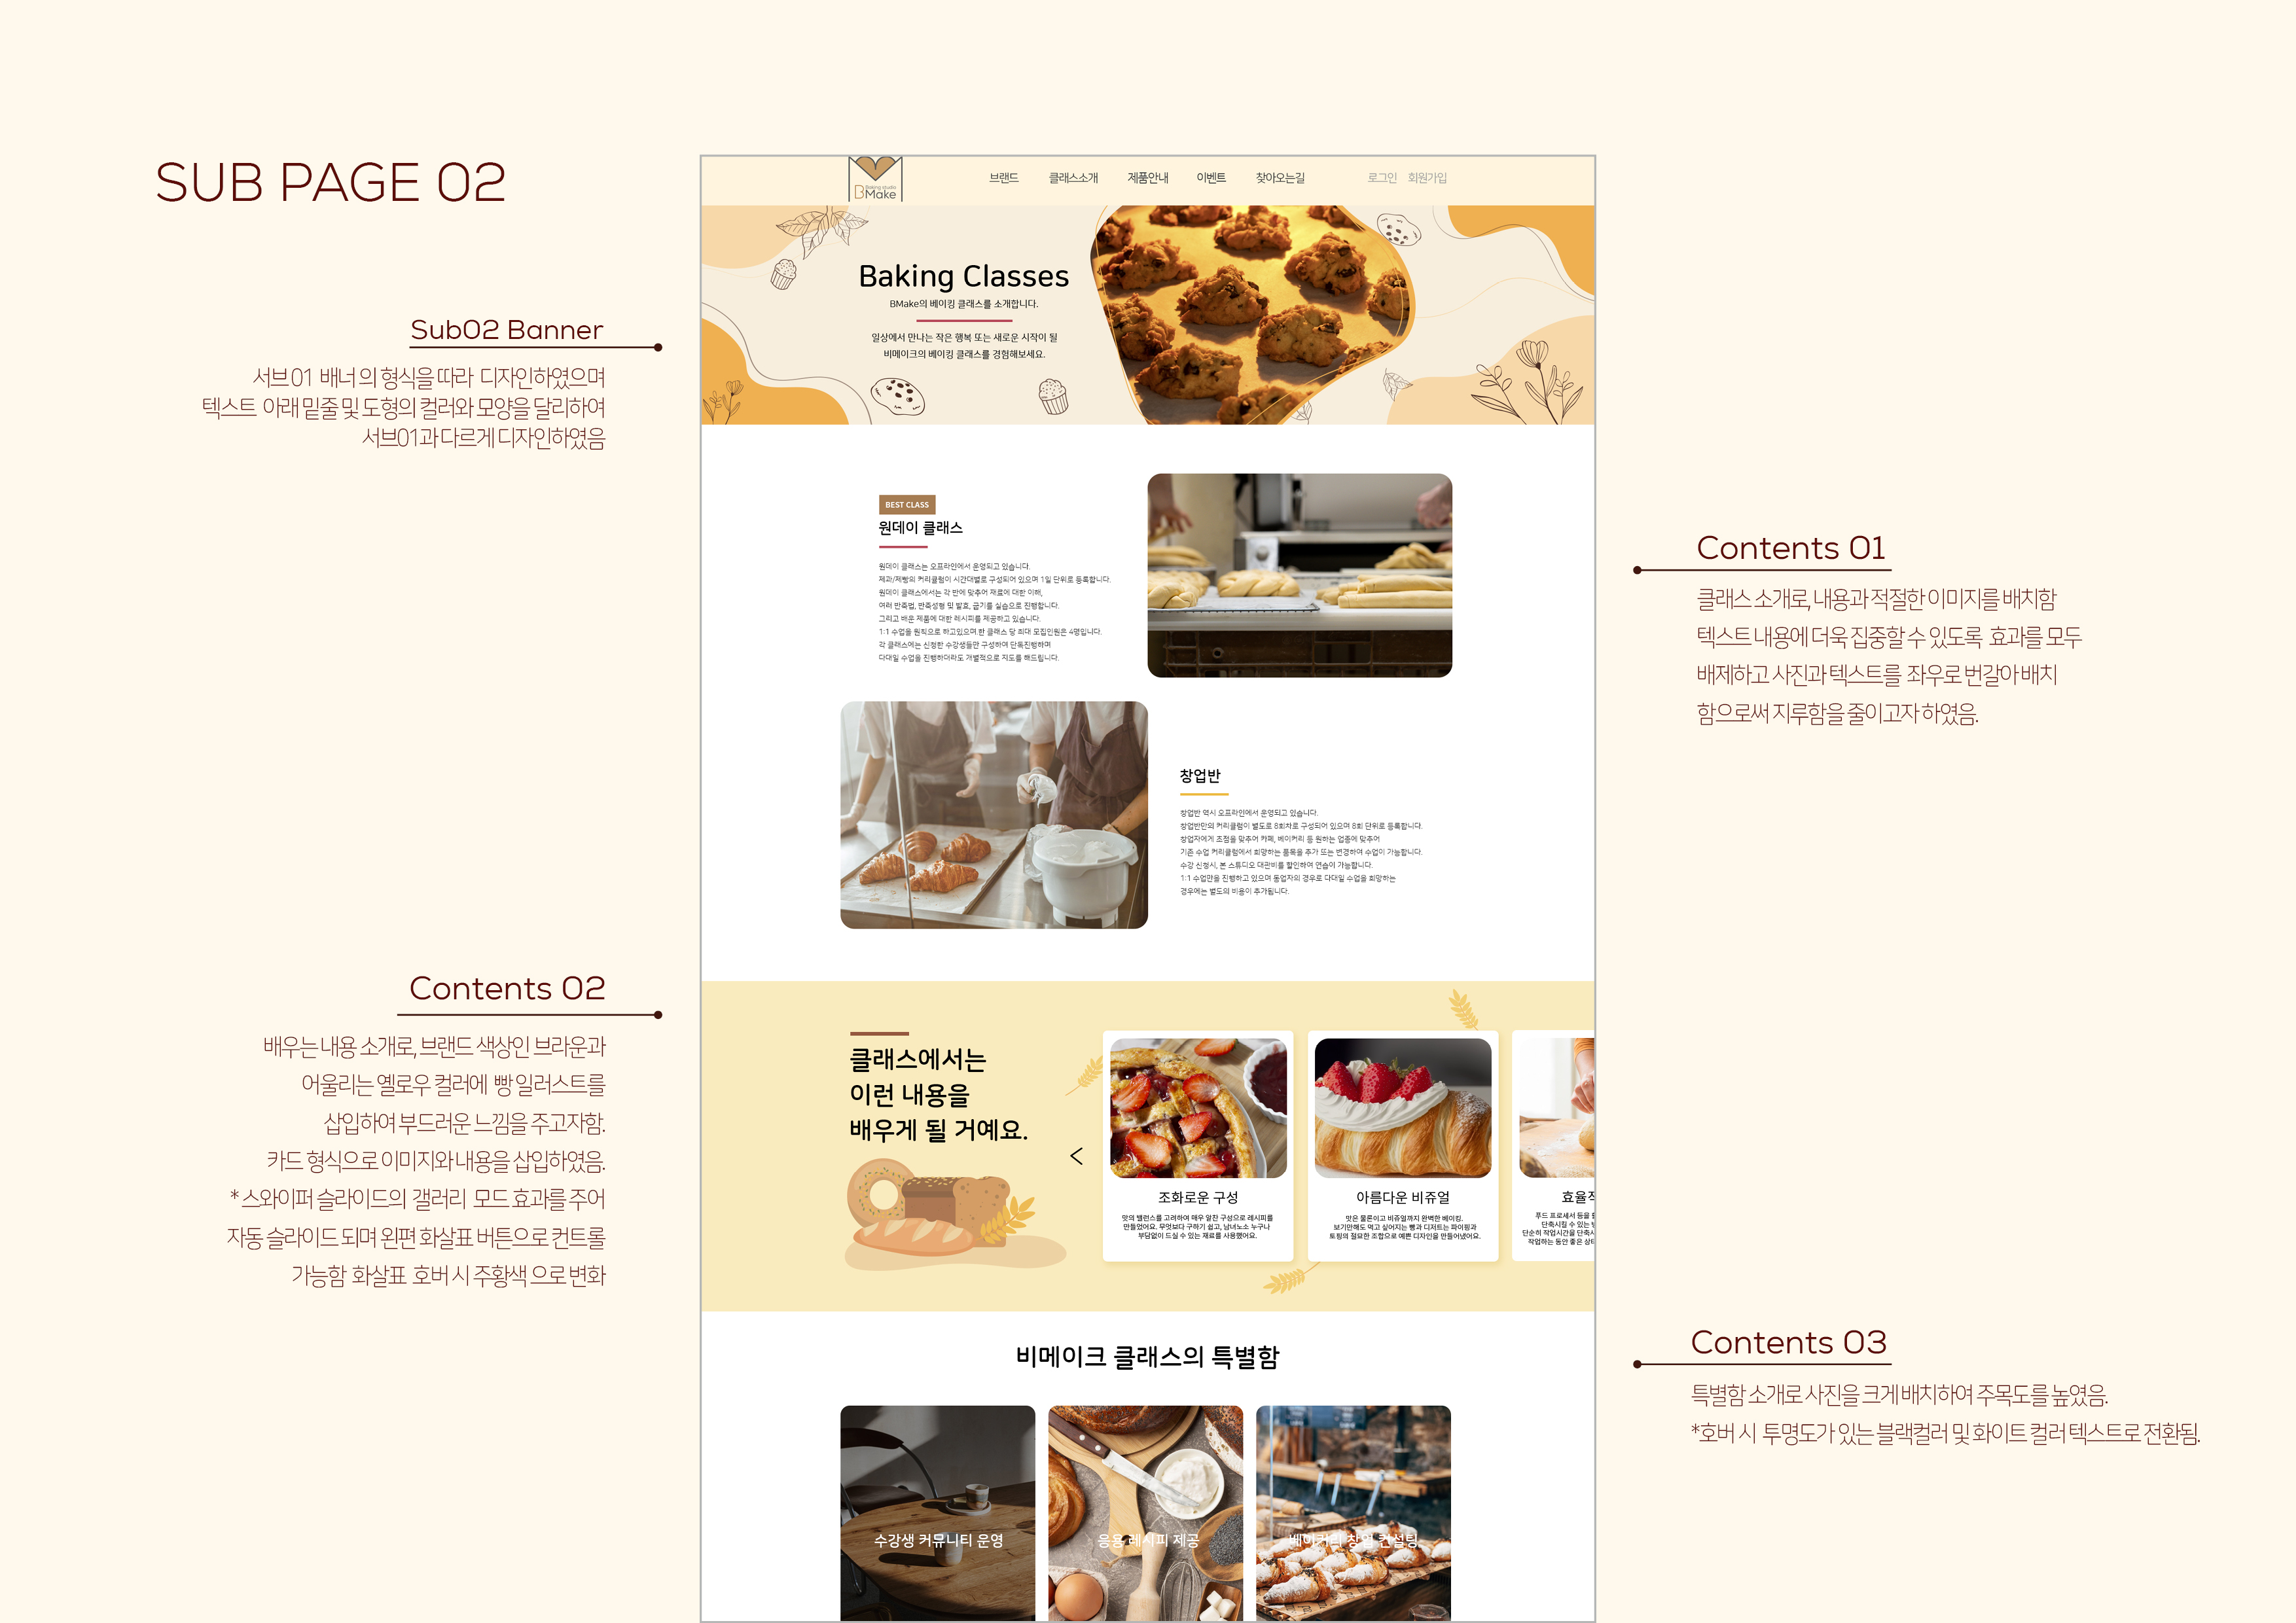 SUB PAGE 02
Sub02 Banner
서브01 배너의 형식을 따라 디자인하였으며
텍스트 아래 밑줄 및 도형의 컬러와 모양을 달리하여
서브01과 다르게 디자인하였음
Contents 02
배우는 내용 소개로, 브랜드 색상인 브라운과
어울리는 옐로우 컬러에 빵 일러스트를
삽입하여 부드러운 느낌을 주고자함.
카드 형식으로 이미지와 내용을 삽입하였음.
*스와이퍼 슬라이드의 갤러리 모드 효과를 주어
자동 슬라이드 되며 왼편 화살표 버튼으로 컨트롤
가능함 화살표 호버 시 주황색 으로 변화
Baking studio
BMake
브랜드 클래스소개 제품안내 이벤트 찾아오는길 로그인 회원가입
Baking Classes
BMake의 베이킹 클래스를 소개합니다.
일상에서 만나는 작은 행복 또는 새로운 시작이 될
비메이크의 베이킹 클래스를 경험해보세요.
BEST CLASS
원데이 클래스
원데이 클래스는 오프라인에서 운영되고 있습니다.
제과/제빵의 커리큘럼이 시간대별로 구성되어 있으며 1일 단위로 등록합니다.
원데이 클래스에서는 각 반에 맞추어 재료에 대한 이해,
여러 반죽법, 반죽성형 및 발효, 굽기를 실습으로 진행합니다.
그리고 배운 제품에 대한 레시피를 제공하고 있습니다.
1:1 수업을 원칙으로 하고있으며,한 클래스 당 최대 모집인원은 4명입니다.
각 클래스에는 신청한 수강생들만 구성하여 단독진행하며
다대일 수업을 진행하더라도 개별적으로 지도를 해드립니다.
창업반
창업반 역시 오프라인에서 운영되고 있습니다.
창업반만의 커리큘럼이 별도로 8회차로 구성되어 있으며 8회 단위로 등록합니다.
창업자에게 초점을 맞추어 카페, 베이커리 등 원하는 업종에 맞추어
기존 수업 커리큘럼에서 희망하는 품목을 추가 또는 변경하여 수업이 가능합니다.
수강 신청시, 본 스튜디오 대관비를 할인하여 연습이 가능합니다.
1:1 수업만을 진행하고 있으며 동업자의 경우로 다대일 수업을 희망하는
경우에는 별도의 비용이 추가됩니다.
클래스에서는
이런 내용을
배우게 될 거예요.
조화로운 구성
맛의 밸런스를 고려하여 매우 알찬 구성으로 레시피를
만들었어요. 무엇보다 구하기 쉽고, 남녀노소 누구나
부담없이 드실 수 있는 재료를 사용했어요.
아름다운 비쥬얼
맛은 물론이고 비쥬얼까지 완벽한 베이킹.
보기만해도 먹고 싶어지는 빵과 디저트는 파이핑과
토핑의 절묘한 조합으로 예쁜 디자인을 만들어냈어요.
효율적
푸드 프로세서 등을
단축시킬 수 있는
단순히 작업시간을 단축시
작업하는 동안 좋은 상태
비메이크 클래스의 특별함
수강생 커뮤니티 운영
응용 레시피 제공
베이커리 창업 컨설팅
Contents 01
클래스 소개로, 내용과 적절한 이미지를 배치함
텍스트 내용에 더욱 집중할 수 있도록 효과를 모두
배제하고 사진과 텍스트를 좌우로 번갈아 배치
함으로써 지루함을 줄이고자 하였음.
Contents 03
특별함 소개로 사진을 크게 배치하여 주목도를 높였음.
*호버 시 투명도가 있는 블랙컬러 및 화이트 컬러 텍스트로 전환됨.